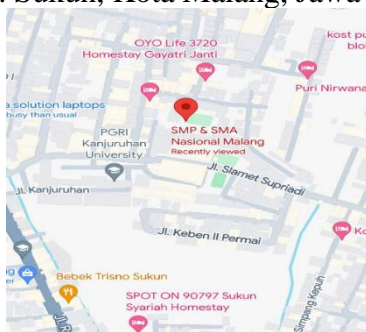 . Sukun, Kota Malang, Jawa
OYO Life 3720
Homestay Gayatri Janti
kost pu
blo
Puri Nirwana
a solution laptops
busy than usual
PGRI
Kanjuruhan
University
SMP & SMA
Nasional Malang
Recently viewed
Jl. Kanjuruhan
Jl. Slamet Supriadi
Jl. Keben II Permai
Ko
Simpang Kepuh
Bebek Trisno Sukun
SPOT ON 90797 Sukun
Syariah Homestay